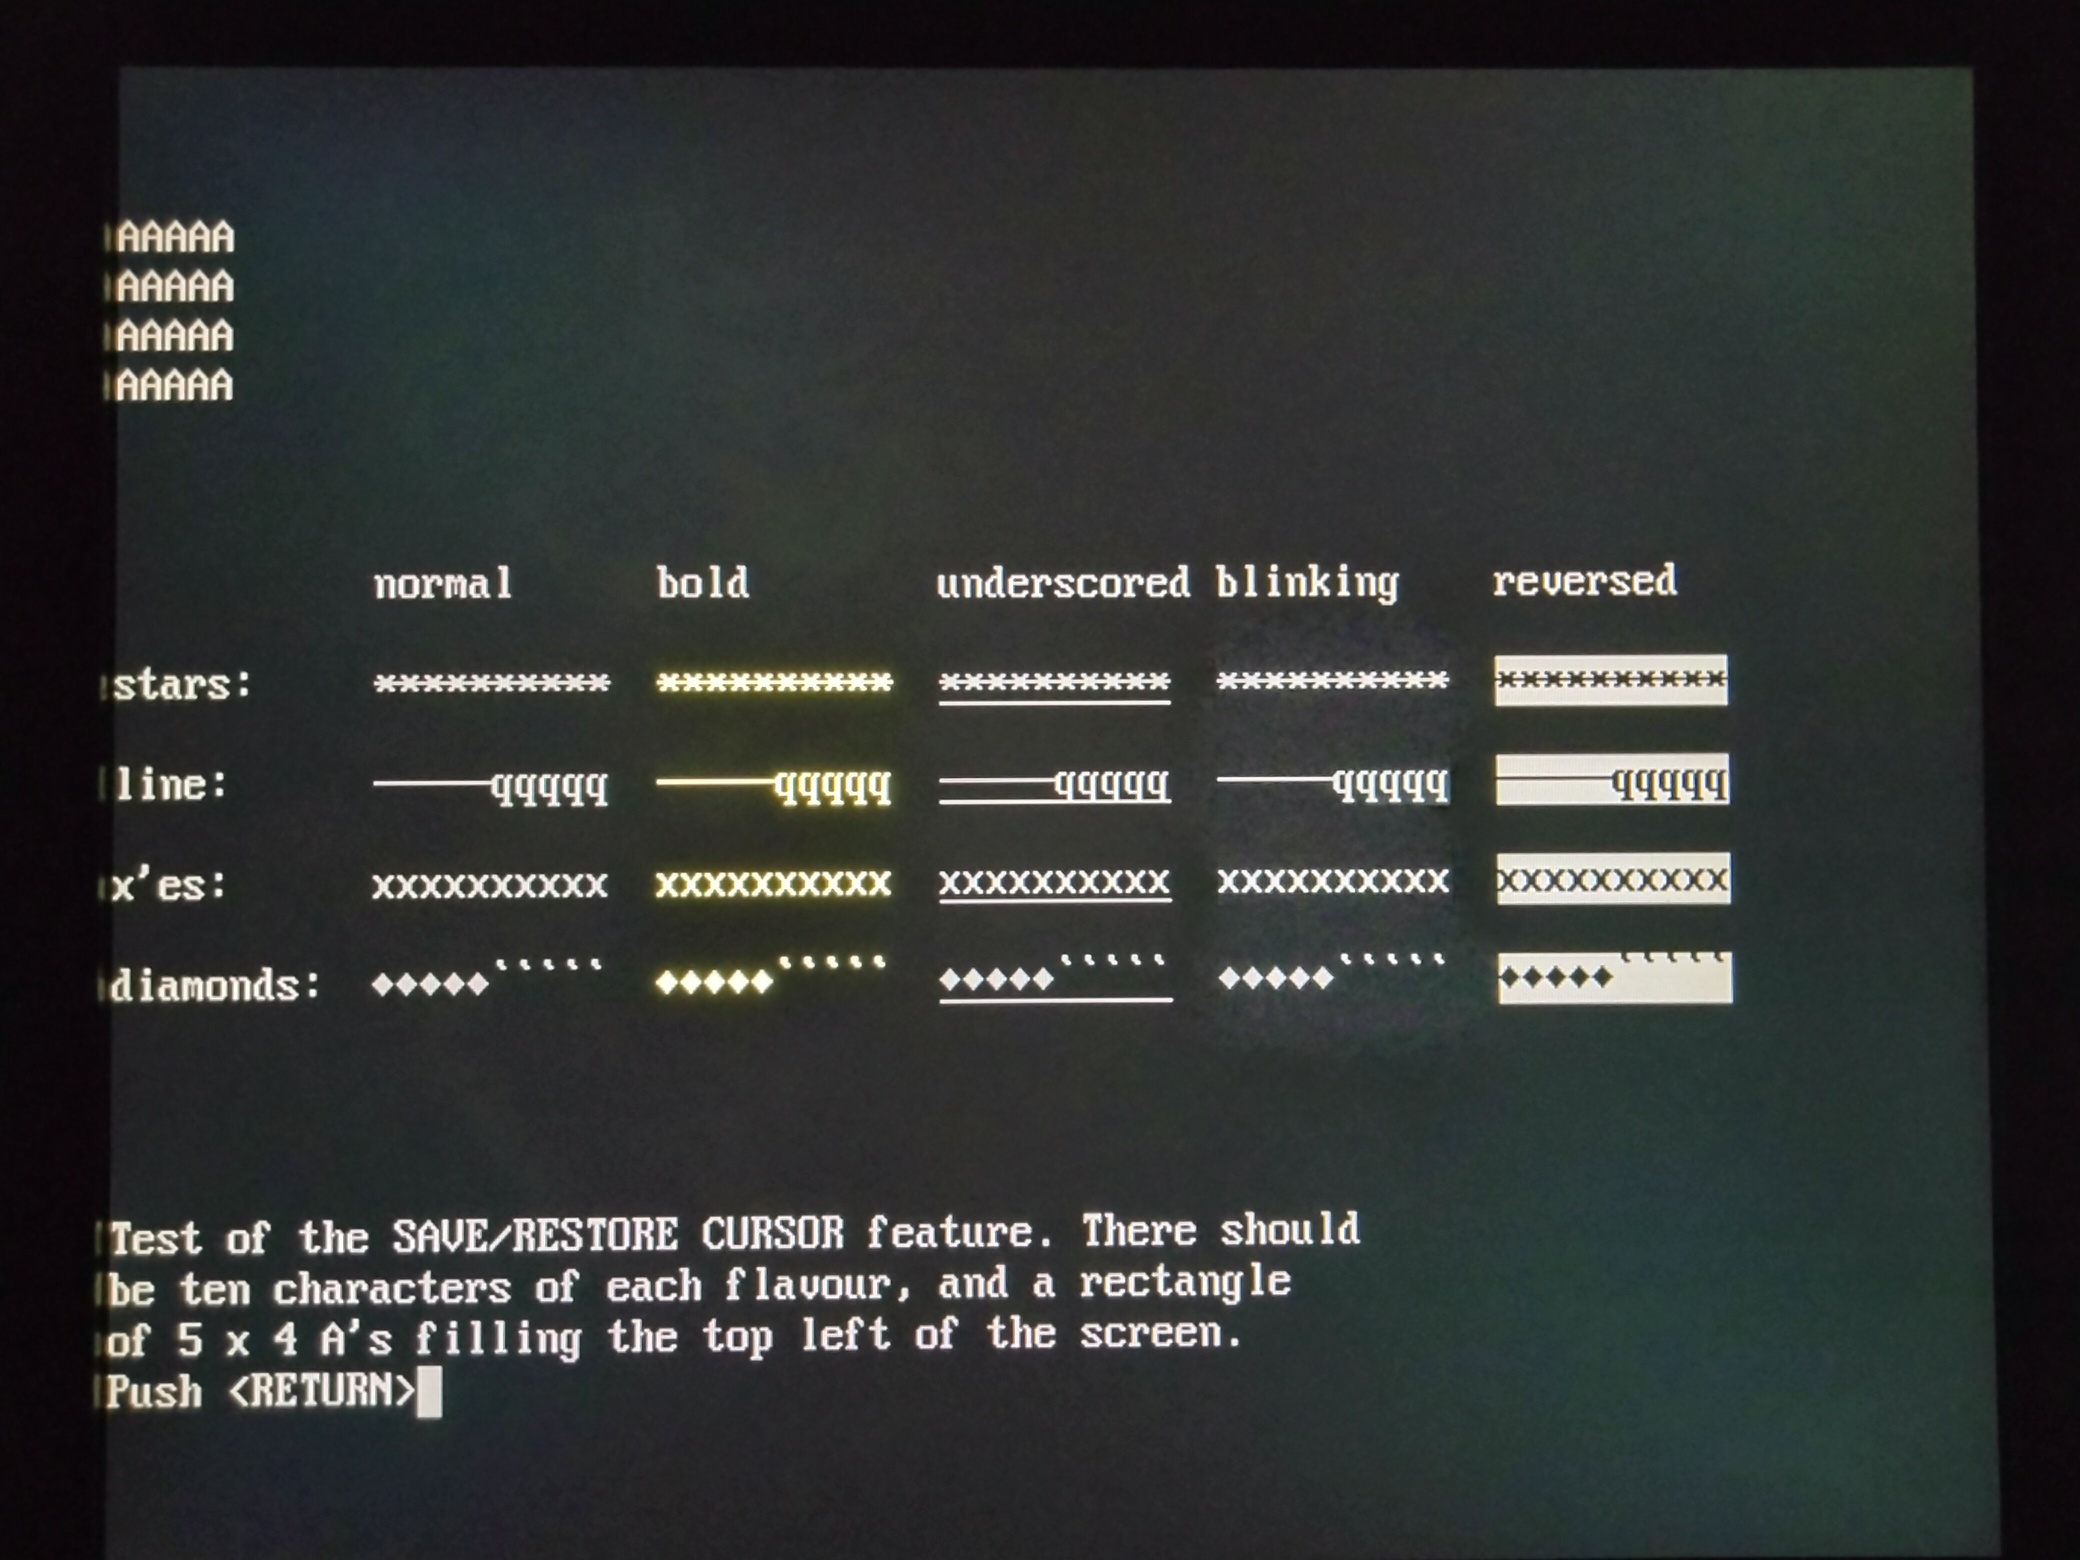 AAAAA
AAAAA
AAAAA
AAAAA
normal bold underscored blinking reversed
stars: ********** ********** ********** ********** **********
line: ─────qqqqq ─────qqqqq ─────qqqqq ─────qqqqq ─────qqqqq
x'es: xxxxxxxxxx xxxxxxxxxx xxxxxxxxxx xxxxxxxxxx xxxxxxxxxx
diamonds: ◆◆◆◆◆````` ◆◆◆◆◆````` ◆◆◆◆◆````` ◆◆◆◆◆````` ◆◆◆◆◆`````
Test of the SAVE/RESTORE CURSOR feature. There should
be ten characters of each flavour, and a rectangle
of 5 x 4 A's filling the top left of the screen.
Push <RETURN>